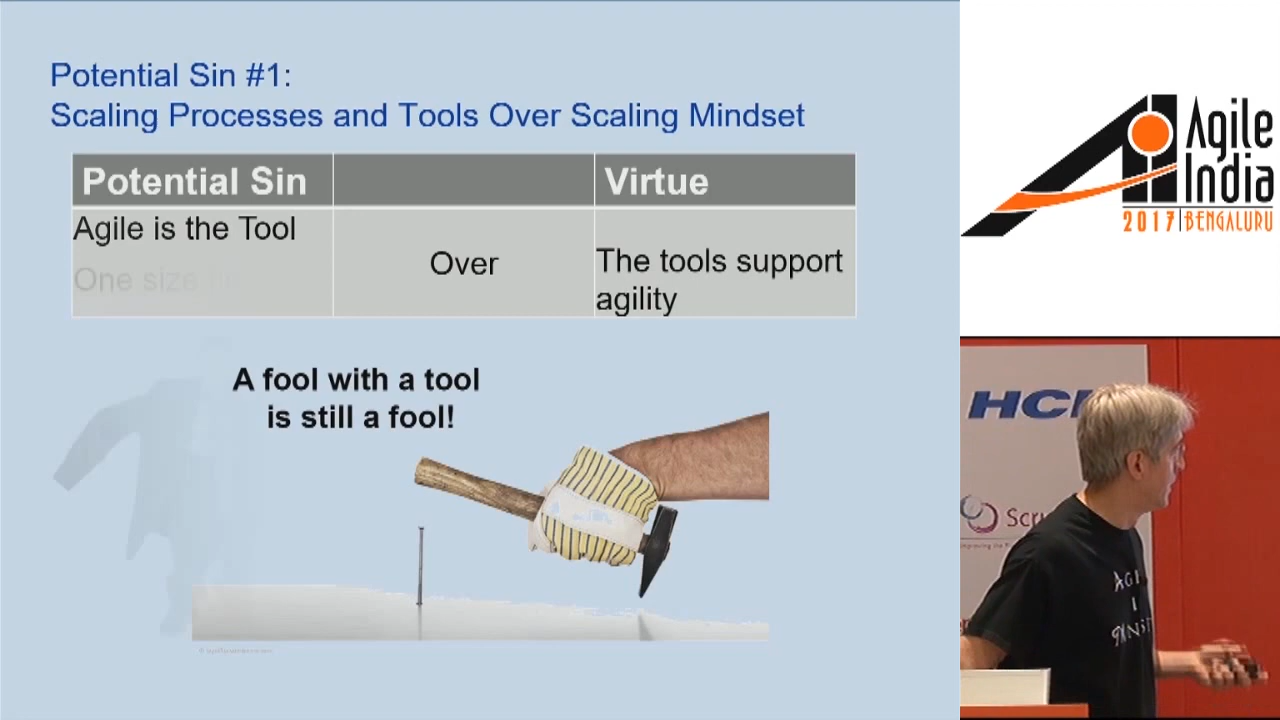 Potential Sin #1:
Scaling Processes and Tools Over Scaling Mindset
Potential Sin
Virtue
Agile is the Tool
One size
Over
The tools support
agility
A fool with a tool
is still a fool!
Agile
India
2017 | BENGALURU
HCL
Scru